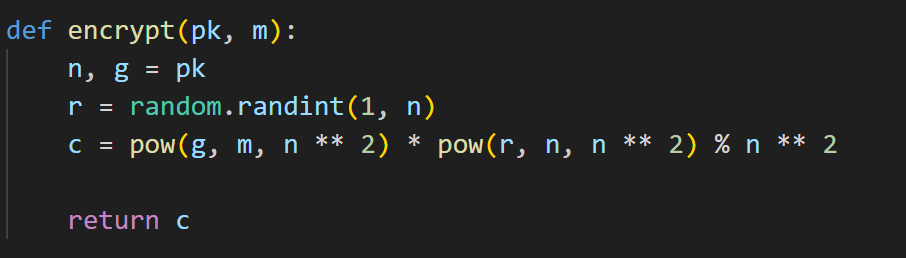 def encrypt(pk, m):
    n, g = pk
    r = random.randint(1, n)
    c = pow(g, m, n ** 2) * pow(r, n, n ** 2) % n ** 2

    return c